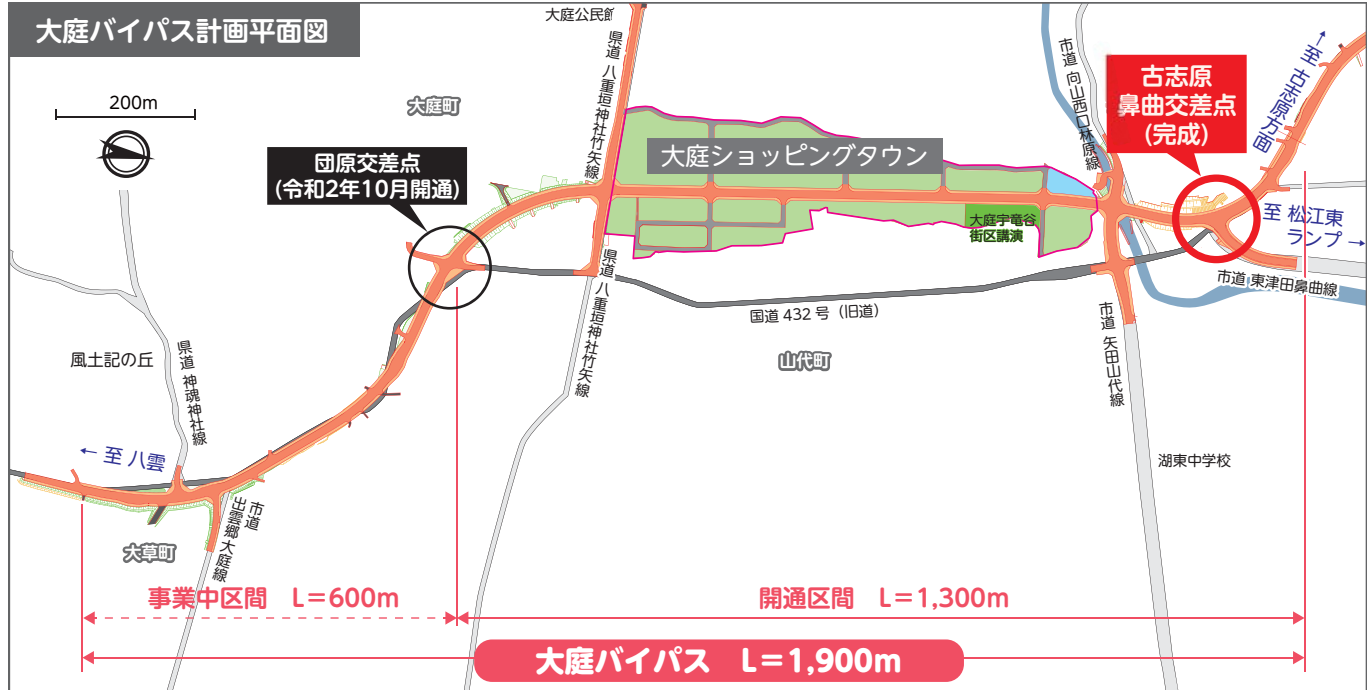 大庭バイパス計画平面図
大庭公民館
200m
大庭町
県道 八重垣神社竹矢線
市道 向山西口林原線
古志原
鼻曲交差点
(完成)
↑至 古志原方面
団原交差点
(令和2年10月開通)
大庭ショッピングタウン
大庭宇竜谷
街区講演
至 松江東
ランプ→
市道 東津田鼻曲線
県道 八重垣神社竹矢線
国道 432 号（旧道）
市道 矢田山代線
山代町
風土記の丘
県道 神魂神社線
←至 八雲
湖東中学校
市道 出雲郷大庭線
大草町
事業中区間 L＝600m
開通区間 L＝1,300m
大庭バイパス L＝1,900m